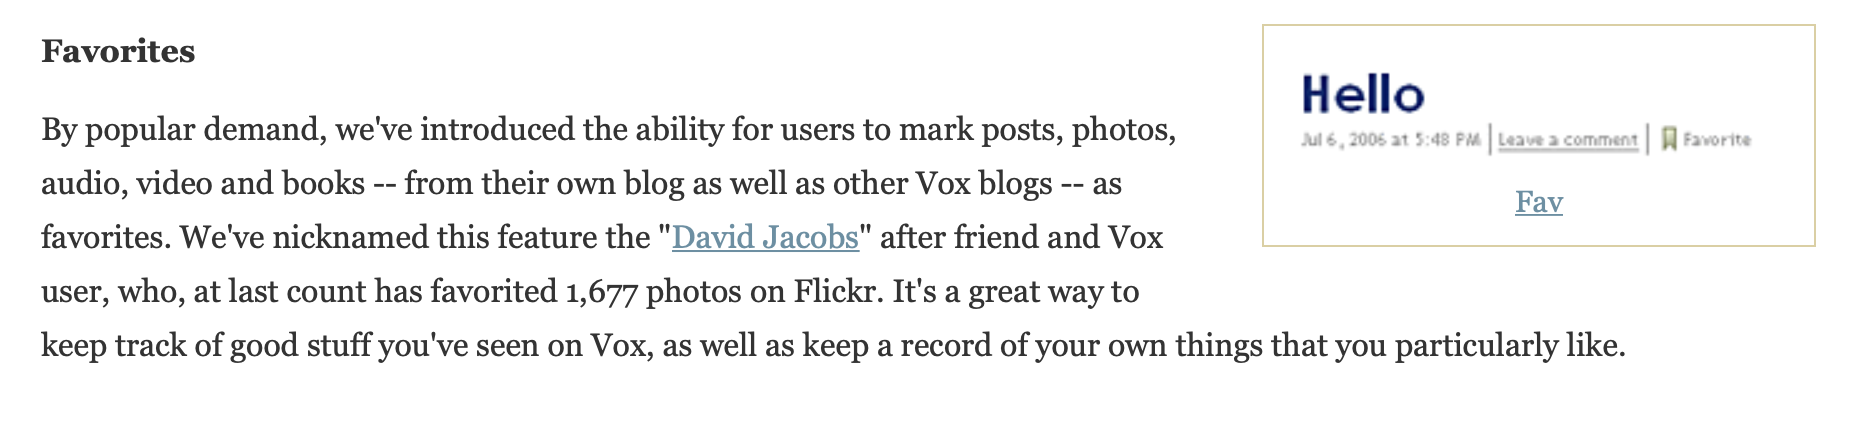 Favorites
By popular demand, we've introduced the ability for users to mark posts, photos,
audio, video and books -- from their own blog as well as other Vox blogs -- as
favorites. We've nicknamed this feature the "David Jacobs" after friend and Vox
user, who, at last count has favorited 1,677 photos on Flickr. It's a great way to
keep track of good stuff you've seen on Vox, as well as keep a record of your own things that you particularly like.
Hello
Jul 6, 2006 at 5:48 PM | Leave a comment | Favorite
Fav